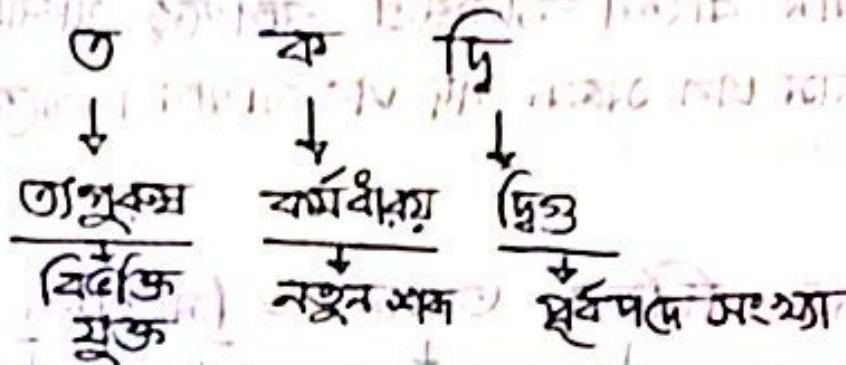 ত ক দ্বি
তৎপুরুষ কর্মধারয় দ্বিগু
বিভক্তি নতুন শব্দ পূর্বপদে সংখ্যা
যুক্ত